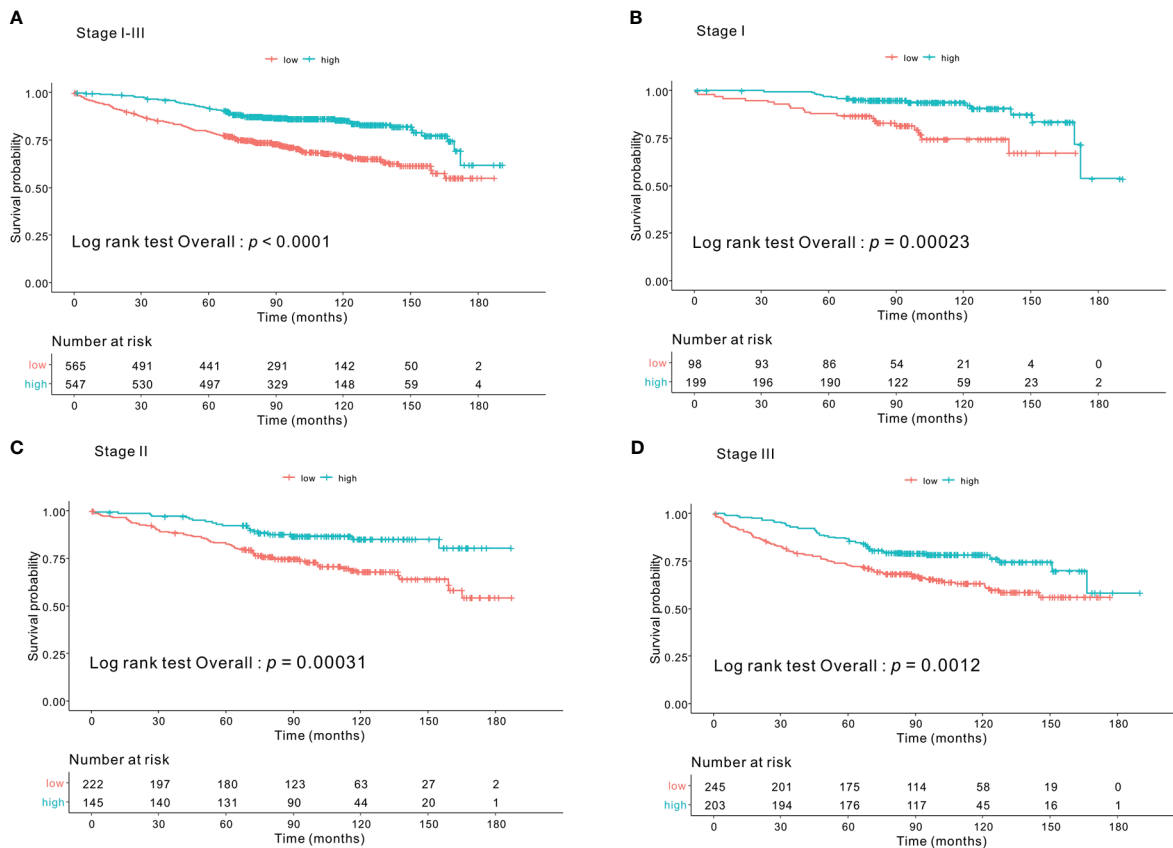 A
Stage I-III
low high
Survival probability
1.00
0.75
0.50
0.25
0.00
Log rank test Overall : p < 0.0001
0 30 60 90 120 150 180
Time (months)
Number at risk
low 565 491 441 291 142 50 2
high 547 530 497 329 148 59 4
0 30 60 90 120 150 180
Time (months)
B
Stage I
low high
Survival probability
1.00
0.75
0.50
0.25
0.00
Log rank test Overall : p = 0.00023
0 30 60 90 120 150 180
Time (months)
Number at risk
low 98 93 86 54 21 4 0
high 199 196 190 122 59 23 2
0 30 60 90 120 150 180
Time (months)
C
Stage II
low high
Survival probability
1.00
0.75
0.50
0.25
0.00
Log rank test Overall : p = 0.00031
0 30 60 90 120 150 180
Time (months)
Number at risk
low 222 197 180 123 63 27 2
high 145 140 131 90 44 20 1
0 30 60 90 120 150 180
Time (months)
D
Stage III
low high
Survival probability
1.00
0.75
0.50
0.25
0.00
Log rank test Overall : p = 0.0012
0 30 60 90 120 150 180
Time (months)
Number at risk
low 245 201 175 114 58 19 0
high 203 194 176 117 45 16 1
0 30 60 90 120 150 180
Time (months)